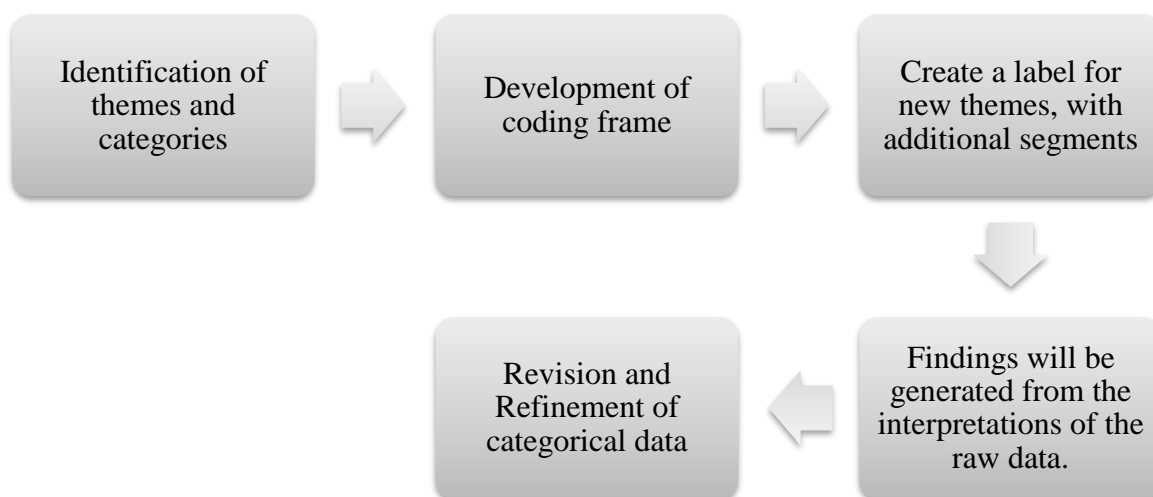 Identification of
themes and
categories
Development of
coding frame
Create a label for
new themes, with
additional segments
Findings will be
generated from the
interpretations of the
raw data.
Revision and
Refinement of
categorical data